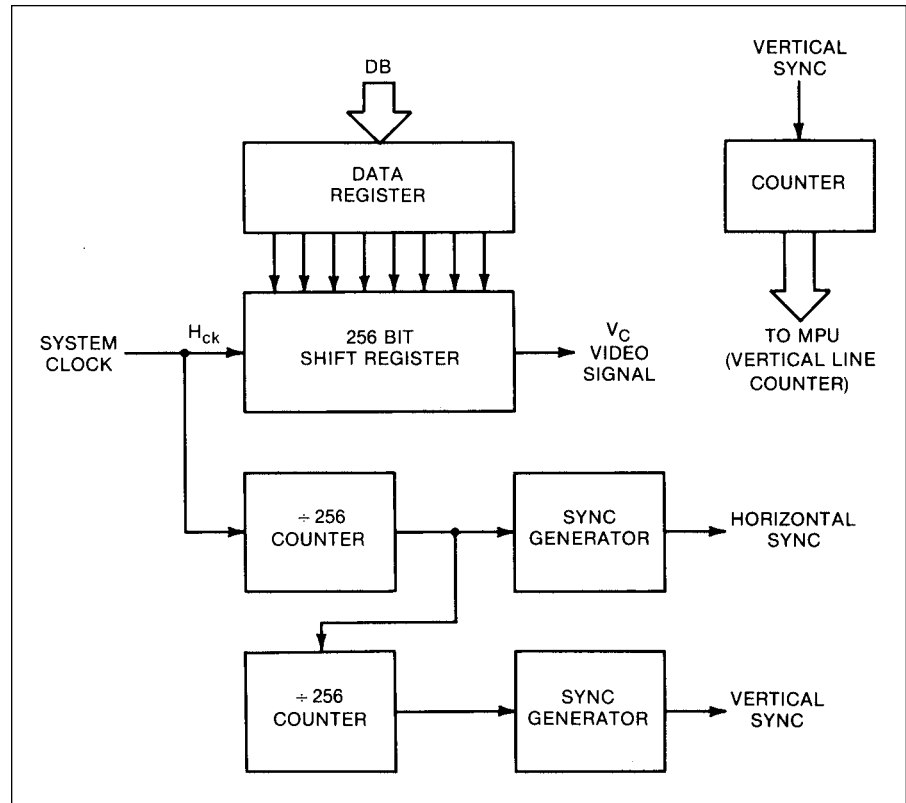 DB
VERTICAL
SYNC
DATA
REGISTER
COUNTER
SYSTEM
CLOCK
H_ck
256 BIT
SHIFT REGISTER
V_C
VIDEO
SIGNAL
TO MPU
(VERTICAL LINE
COUNTER)
÷ 256
COUNTER
SYNC
GENERATOR
HORIZONTAL
SYNC
÷ 256
COUNTER
SYNC
GENERATOR
VERTICAL
SYNC